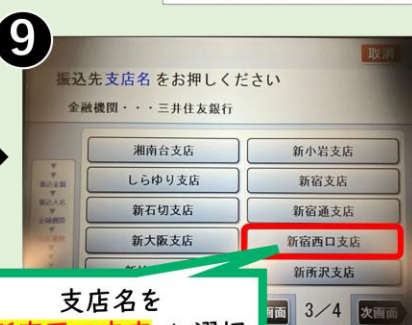 9
取消
振込先支店名 をお押しください
金融機関・・・三井住友銀行
湘南台支店
新小岩支店
しらゆり支店
新宿支店
新石切支店
新宿通支店
新大阪支店
新宿西口支店
新所沢支店
画面
3/4
次画面
支店名を